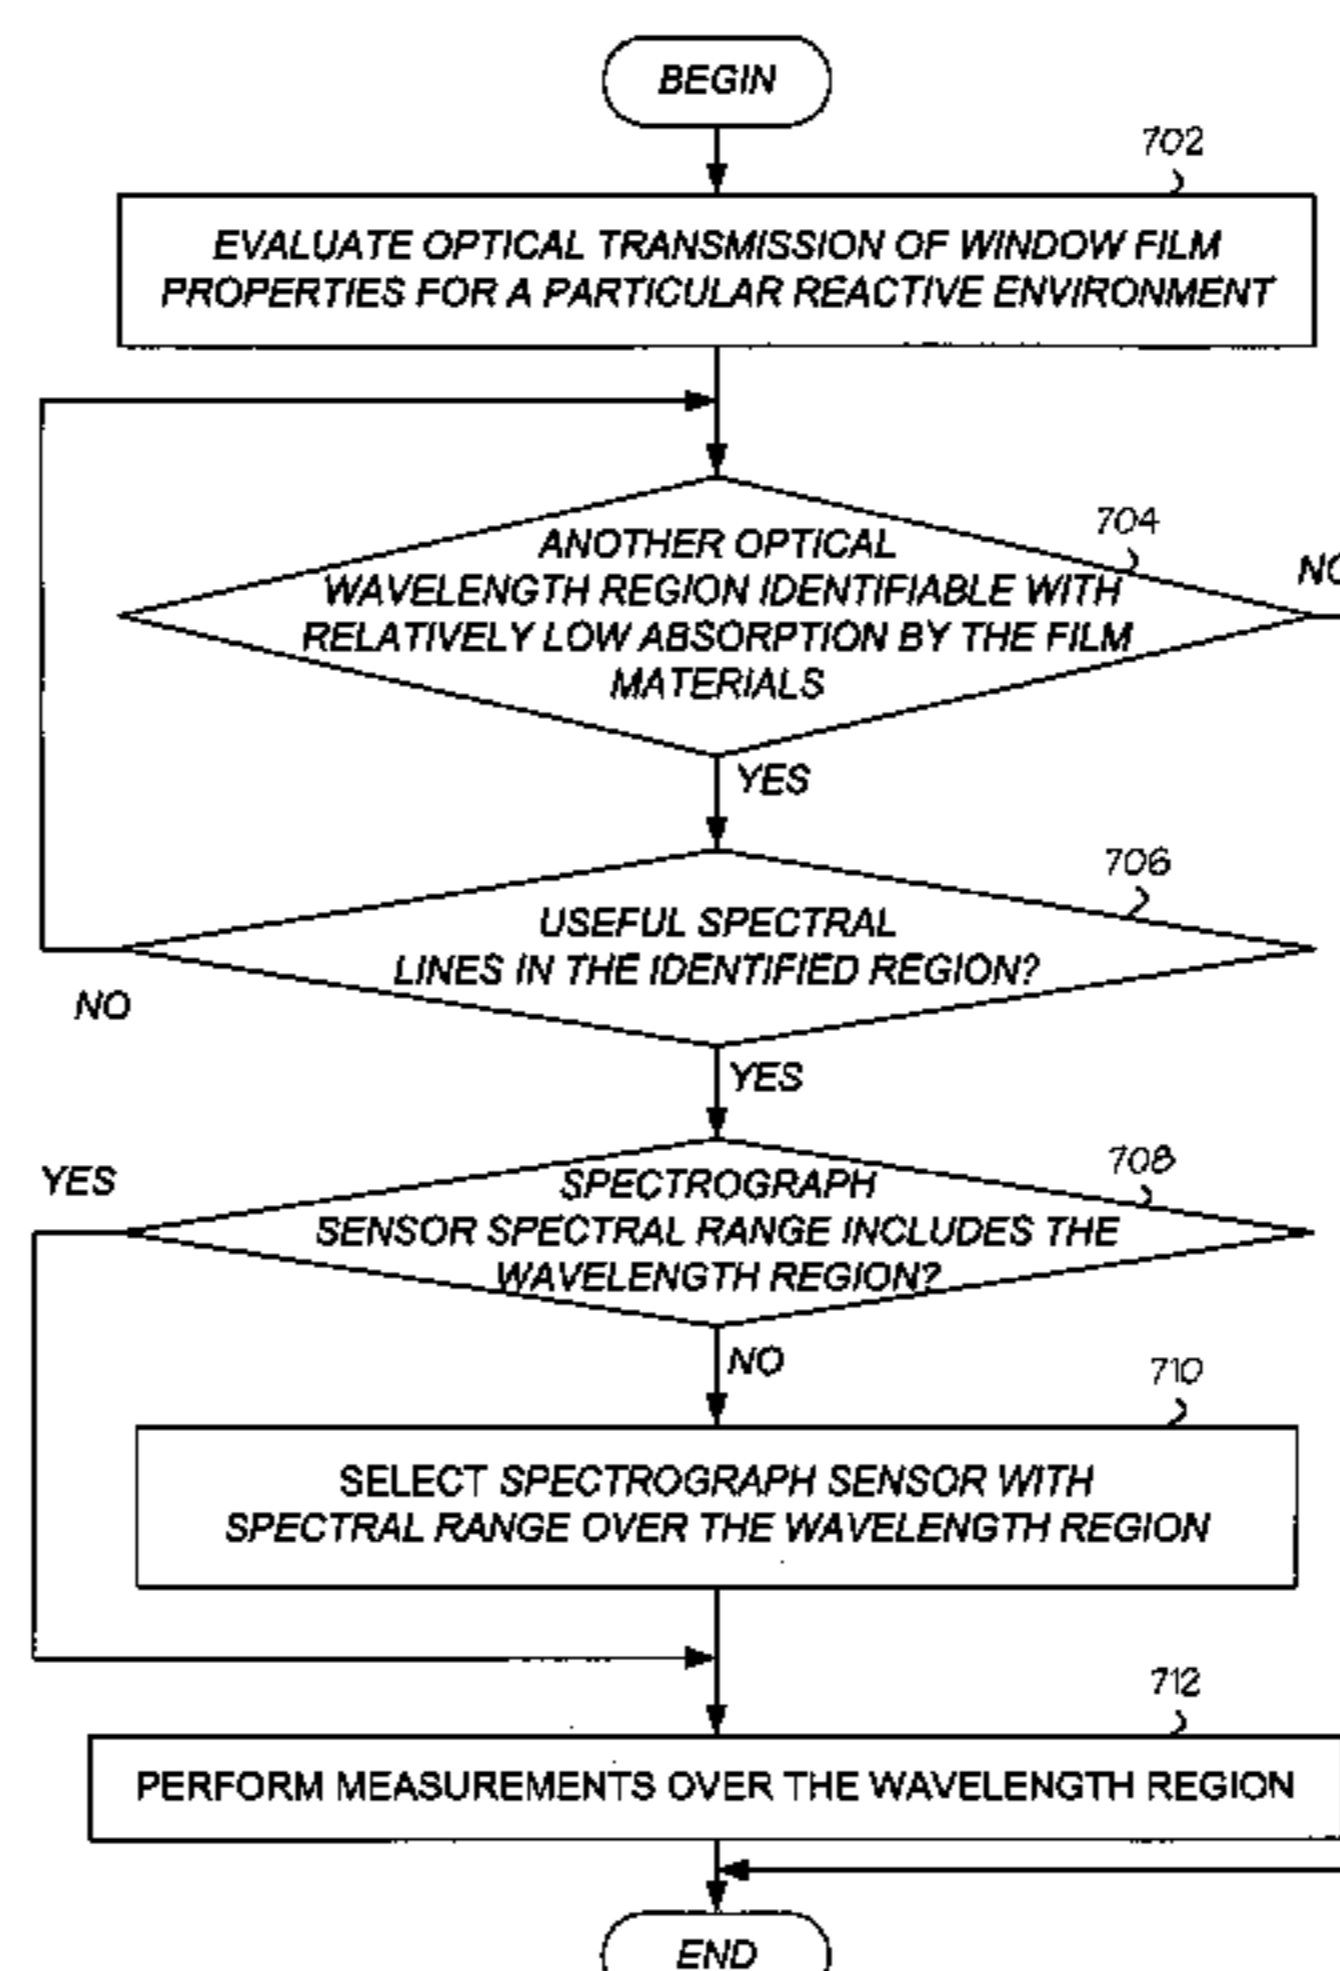 BEGIN
702
EVALUATE OPTICAL TRANSMISSION OF WINDOW FILM
PROPERTIES FOR A PARTICULAR REACTIVE ENVIRONMENT
704
ANOTHER OPTICAL
WAVELENGTH REGION IDENTIFIABLE WITH
RELATIVELY LOW ABSORPTION BY THE FILM
MATERIALS
NO
YES
706
USEFUL SPECTRAL
LINES IN THE IDENTIFIED REGION?
NO
YES
708
YES
SPECTROGRAPH
SENSOR SPECTRAL RANGE INCLUDES THE
WAVELENGTH REGION?
NO
710
SELECT SPECTROGRAPH SENSOR WITH
SPECTRAL RANGE OVER THE WAVELENGTH REGION
712
PERFORM MEASUREMENTS OVER THE WAVELENGTH REGION
END